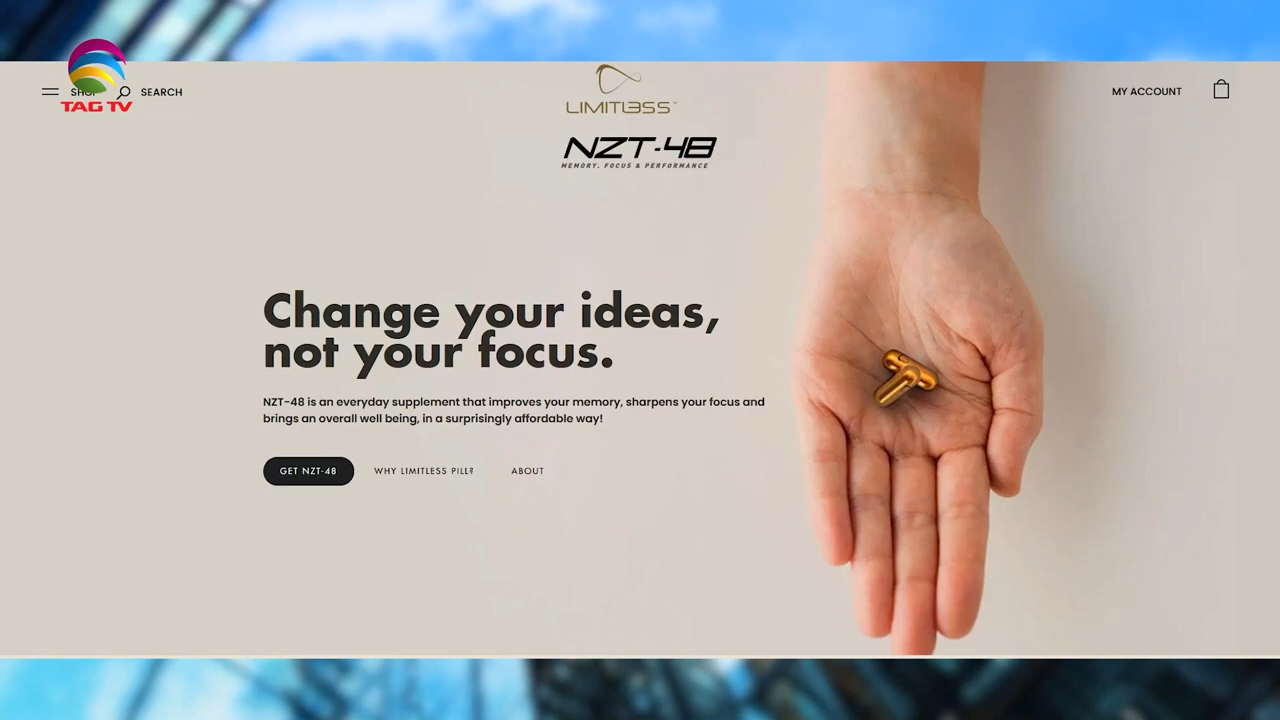 SHOP
SEARCH
TAG TV
LIMITLESS™
MY ACCOUNT
NZT-48
MEMORY, FOCUS & PERFORMANCE
Change your ideas,
not your focus.
NZT-48 is an everyday supplement that improves your memory, sharpens your focus and
brings an overall well being, in a surprisingly affordable way!
GET NZT-48
WHY LIMITLESS PILL?
ABOUT